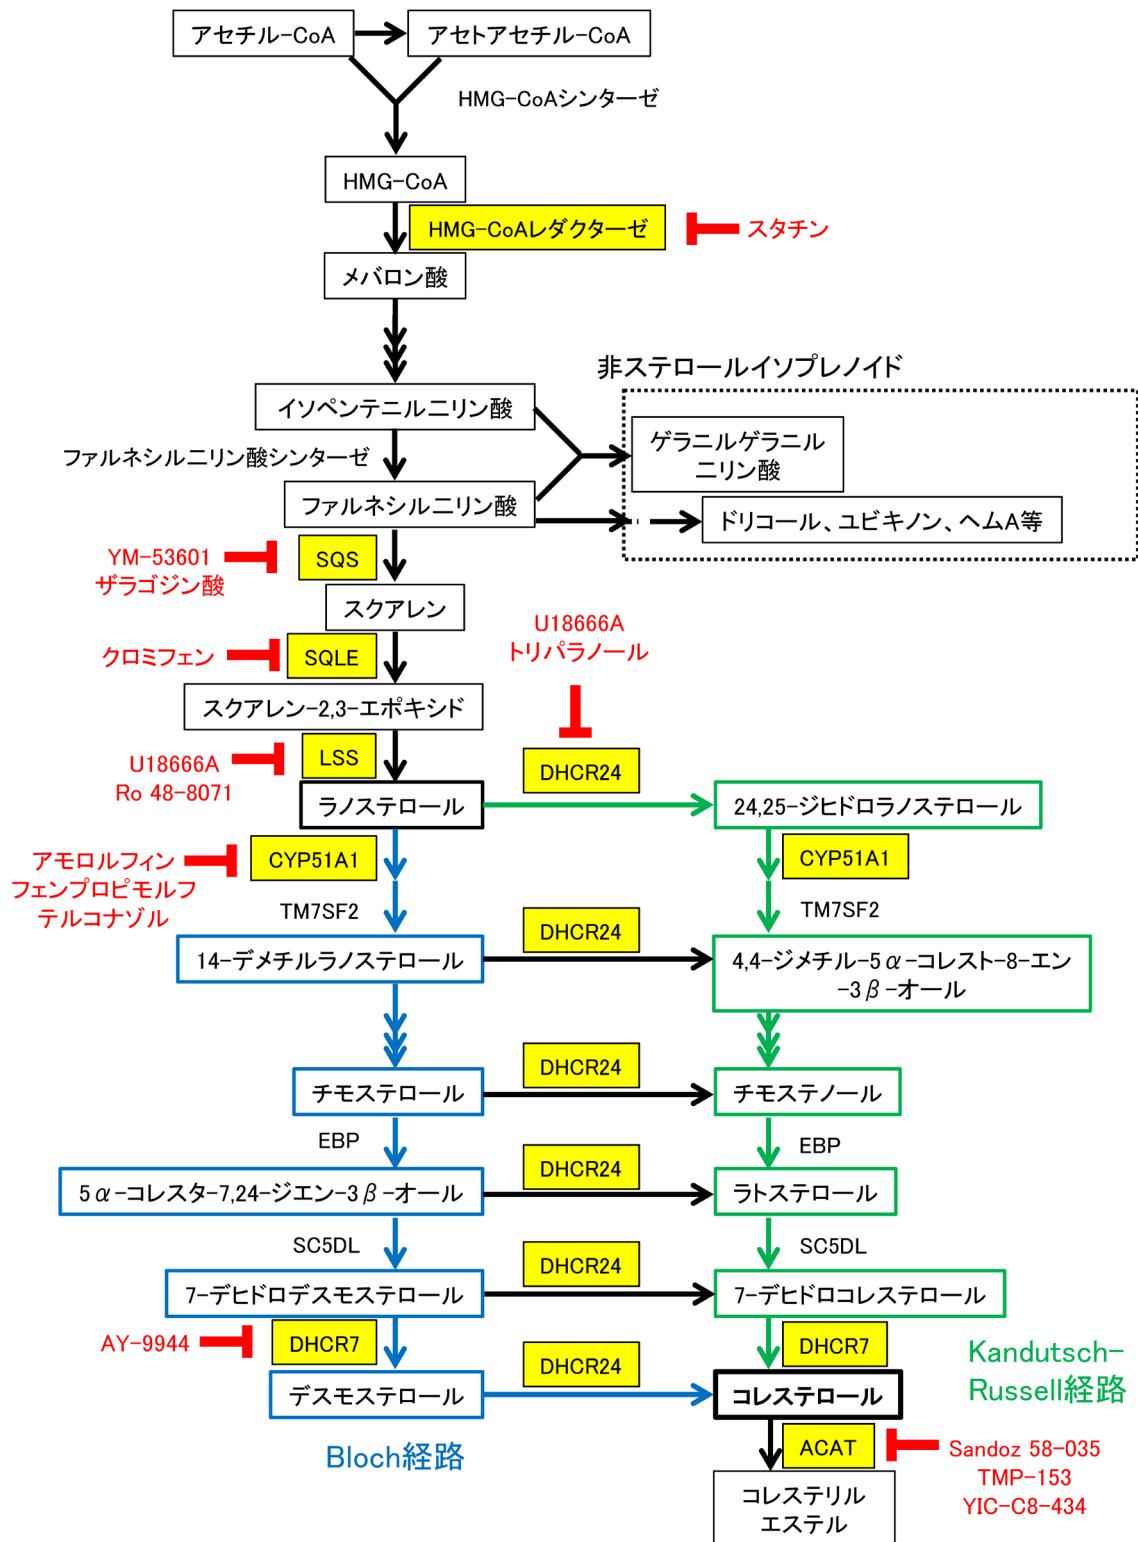 アセチル-CoA
アセトアセチル-CoA
HMG-CoAシンターゼ
HMG-CoA
HMG-CoAレダクターゼ
スタチン
メバロン酸
非ステロールイソプレノイド
イソペンテニル二リン酸
ゲラニルゲラニル
二リン酸
ファルネシル二リン酸シンターゼ
ファルネシル二リン酸
ドリコール、ユビキノン、ヘムA等
YM-53601
ザラゴジン酸
SQS
スクアレン
U18666A
トリパラノール
クロミフェン
SQLE
スクアレン-2,3-エポキシド
U18666A
Ro 48-8071
LSS
DHCR24
ラノステロール
24,25-ジヒドロラノステロール
アモロルフィン
フェンプロピモルフ
テルコナゾル
CYP51A1
CYP51A1
TM7SF2
TM7SF2
DHCR24
14-デメチルラノステロール
4,4-ジメチル-5α-コレスト-8-エン
-3β-オール
DHCR24
チモステロール
チモステノール
EBP
EBP
DHCR24
5α-コレスタ-7,24-ジエン-3β-オール
ラトステロール
SC5DL
SC5DL
DHCR24
7-デヒドロデスモステロール
7-デヒドロコレステロール
AY-9944
DHCR7
DHCR7
DHCR24
デスモステロール
コレステロール
Kandutsch-
Russell経路
Bloch経路
ACAT
Sandoz 58-035
TMP-153
YIC-C8-434
コレステリル
エステル